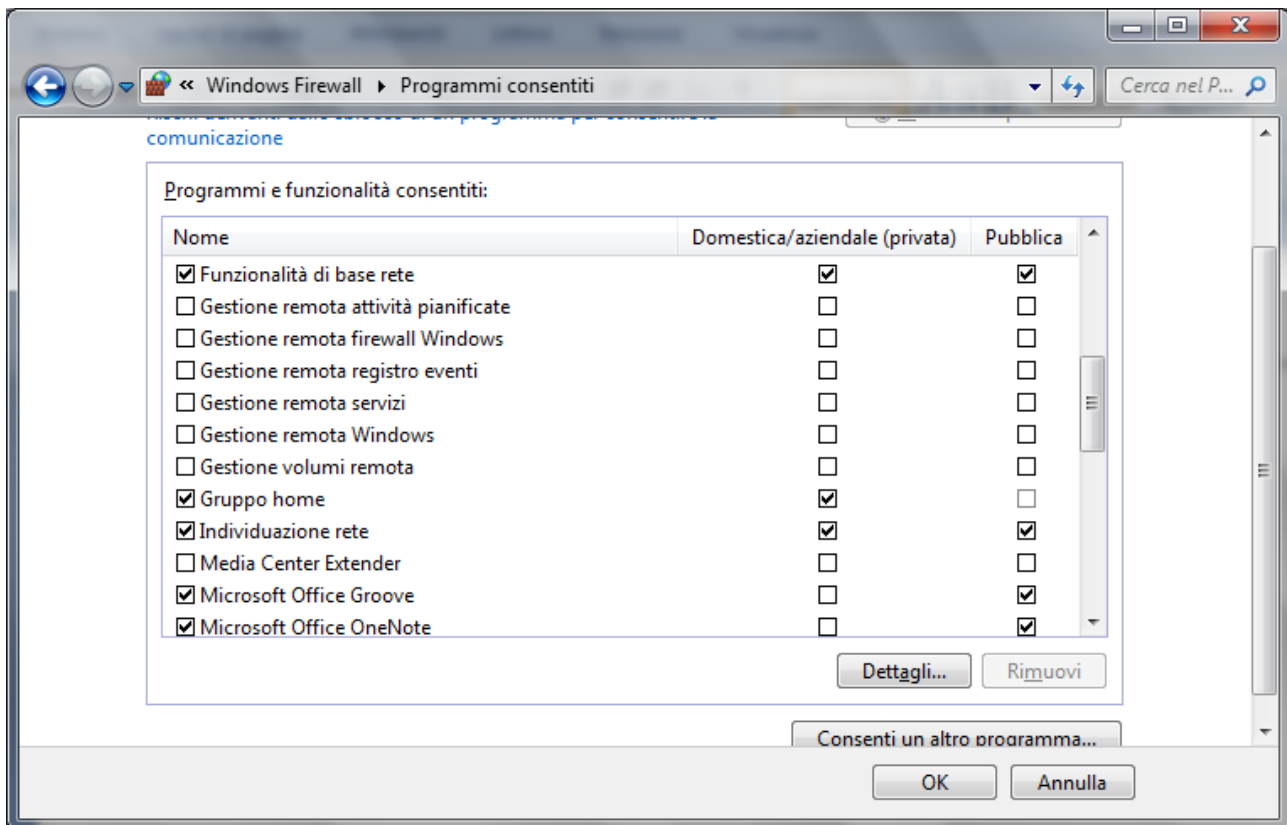 « Windows Firewall ▸ Programmi consentiti Cerca nel P...
comunicazione
Programmi e funzionalità consentiti:
Nome Domestica/aziendale (privata) Pubblica
Funzionalità di base rete
Gestione remota attività pianificate
Gestione remota firewall Windows
Gestione remota registro eventi
Gestione remota servizi
Gestione remota Windows
Gestione volumi remota
Gruppo home
Individuazione rete
Media Center Extender
Microsoft Office Groove
Microsoft Office OneNote
Dettagli... Rimuovi
Consenti un altro programma...
OK Annulla